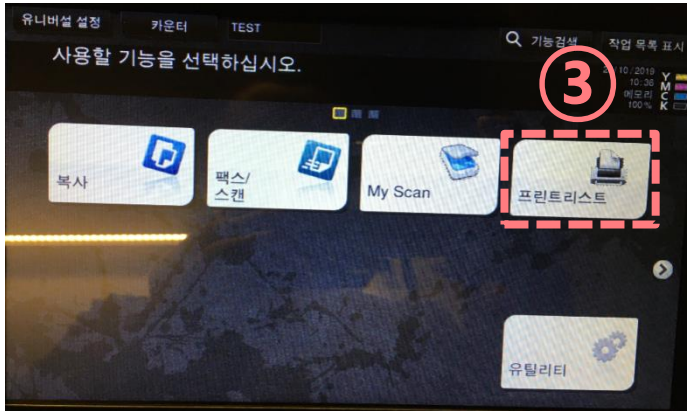 유니버설 설정
카운터
TEST
기능검색
작업 목록 표시
사용할 기능을 선택하십시오.
③
/10/2019
10:36
메모리
100%
Y
M
C
K
복사
팩스/
스캔
My Scan
프린트리스트
유틸리티